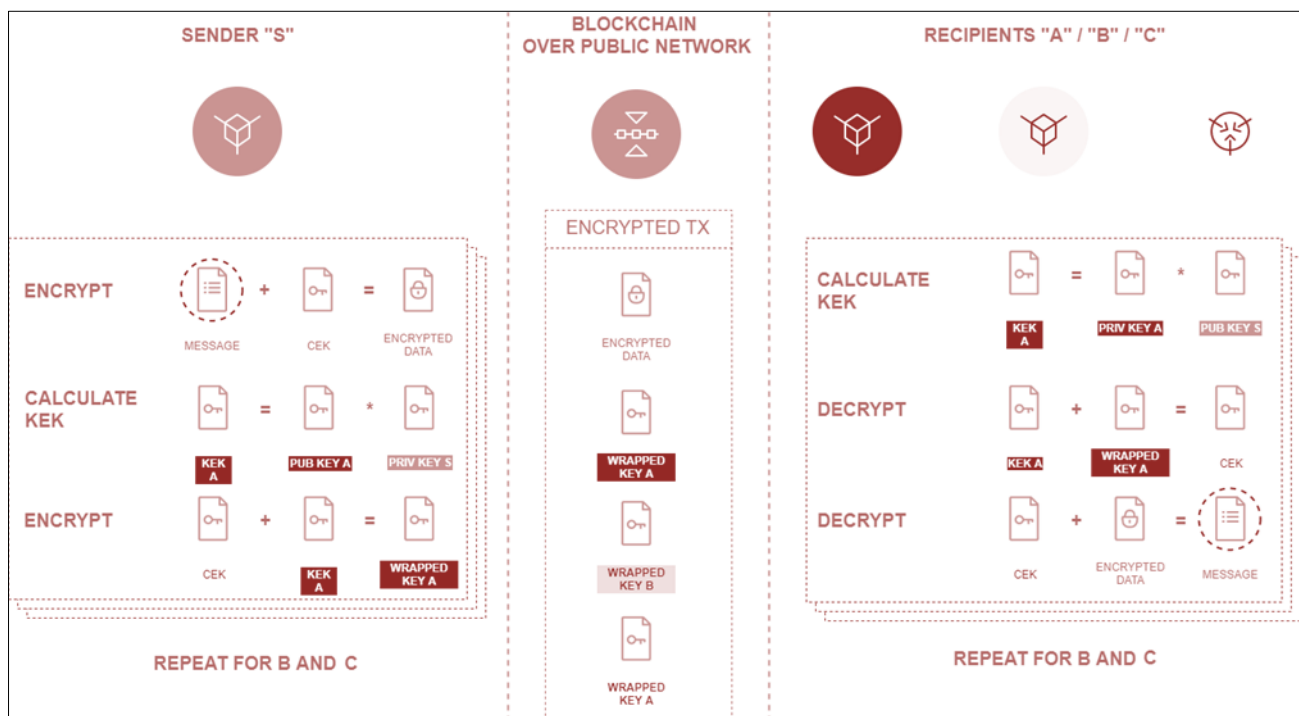 SENDER "S"
BLOCKCHAIN
OVER PUBLIC NETWORK
RECIPIENTS "A" / "B" / "C"
ENCRYPT
+
=
MESSAGE
CEK
ENCRYPTED
DATA
CALCULATE
KEK
=
*
KEK
A
PUB KEY A
PRIV KEY S
ENCRYPT
+
=
CEK
KEK
A
WRAPPED
KEY A
REPEAT FOR B AND C
ENCRYPTED TX
ENCRYPTED
DATA
WRAPPED
KEY A
WRAPPED
KEY B
WRAPPED
KEY A
CALCULATE
KEK
=
*
KEK
A
PRIV KEY A
PUB KEY S
DECRYPT
+
=
KEK A
WRAPPED
KEY A
CEK
DECRYPT
+
=
CEK
ENCRYPTED
DATA
MESSAGE
REPEAT FOR B AND C